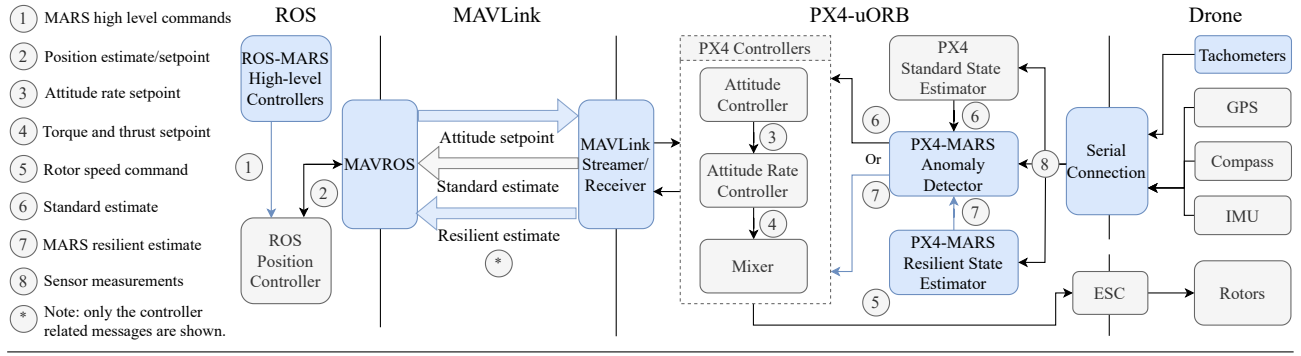 ROS
MAVLink
PX4-uORB
Drone
1 MARS high level commands
2 Position estimate/setpoint
3 Attitude rate setpoint
4 Torque and thrust setpoint
5 Rotor speed command
6 Standard estimate
7 MARS resilient estimate
8 Sensor measurements
* Note: only the controller
related messages are shown.
ROS-MARS
High-level
Controllers
1
2
ROS
Position
Controller
MAVROS
Attitude setpoint
Standard estimate
Resilient estimate
*
MAVLink
Streamer/
Receiver
PX4 Controllers
Attitude
Controller
3
Attitude Rate
Controller
4
Mixer
6
Or
7
5
PX4
Standard State
Estimator
6
PX4-MARS
Anomaly
Detector
7
PX4-MARS
Resilient State
Estimator
8
Serial
Connection
ESC
Tachometers
GPS
Compass
IMU
Rotors